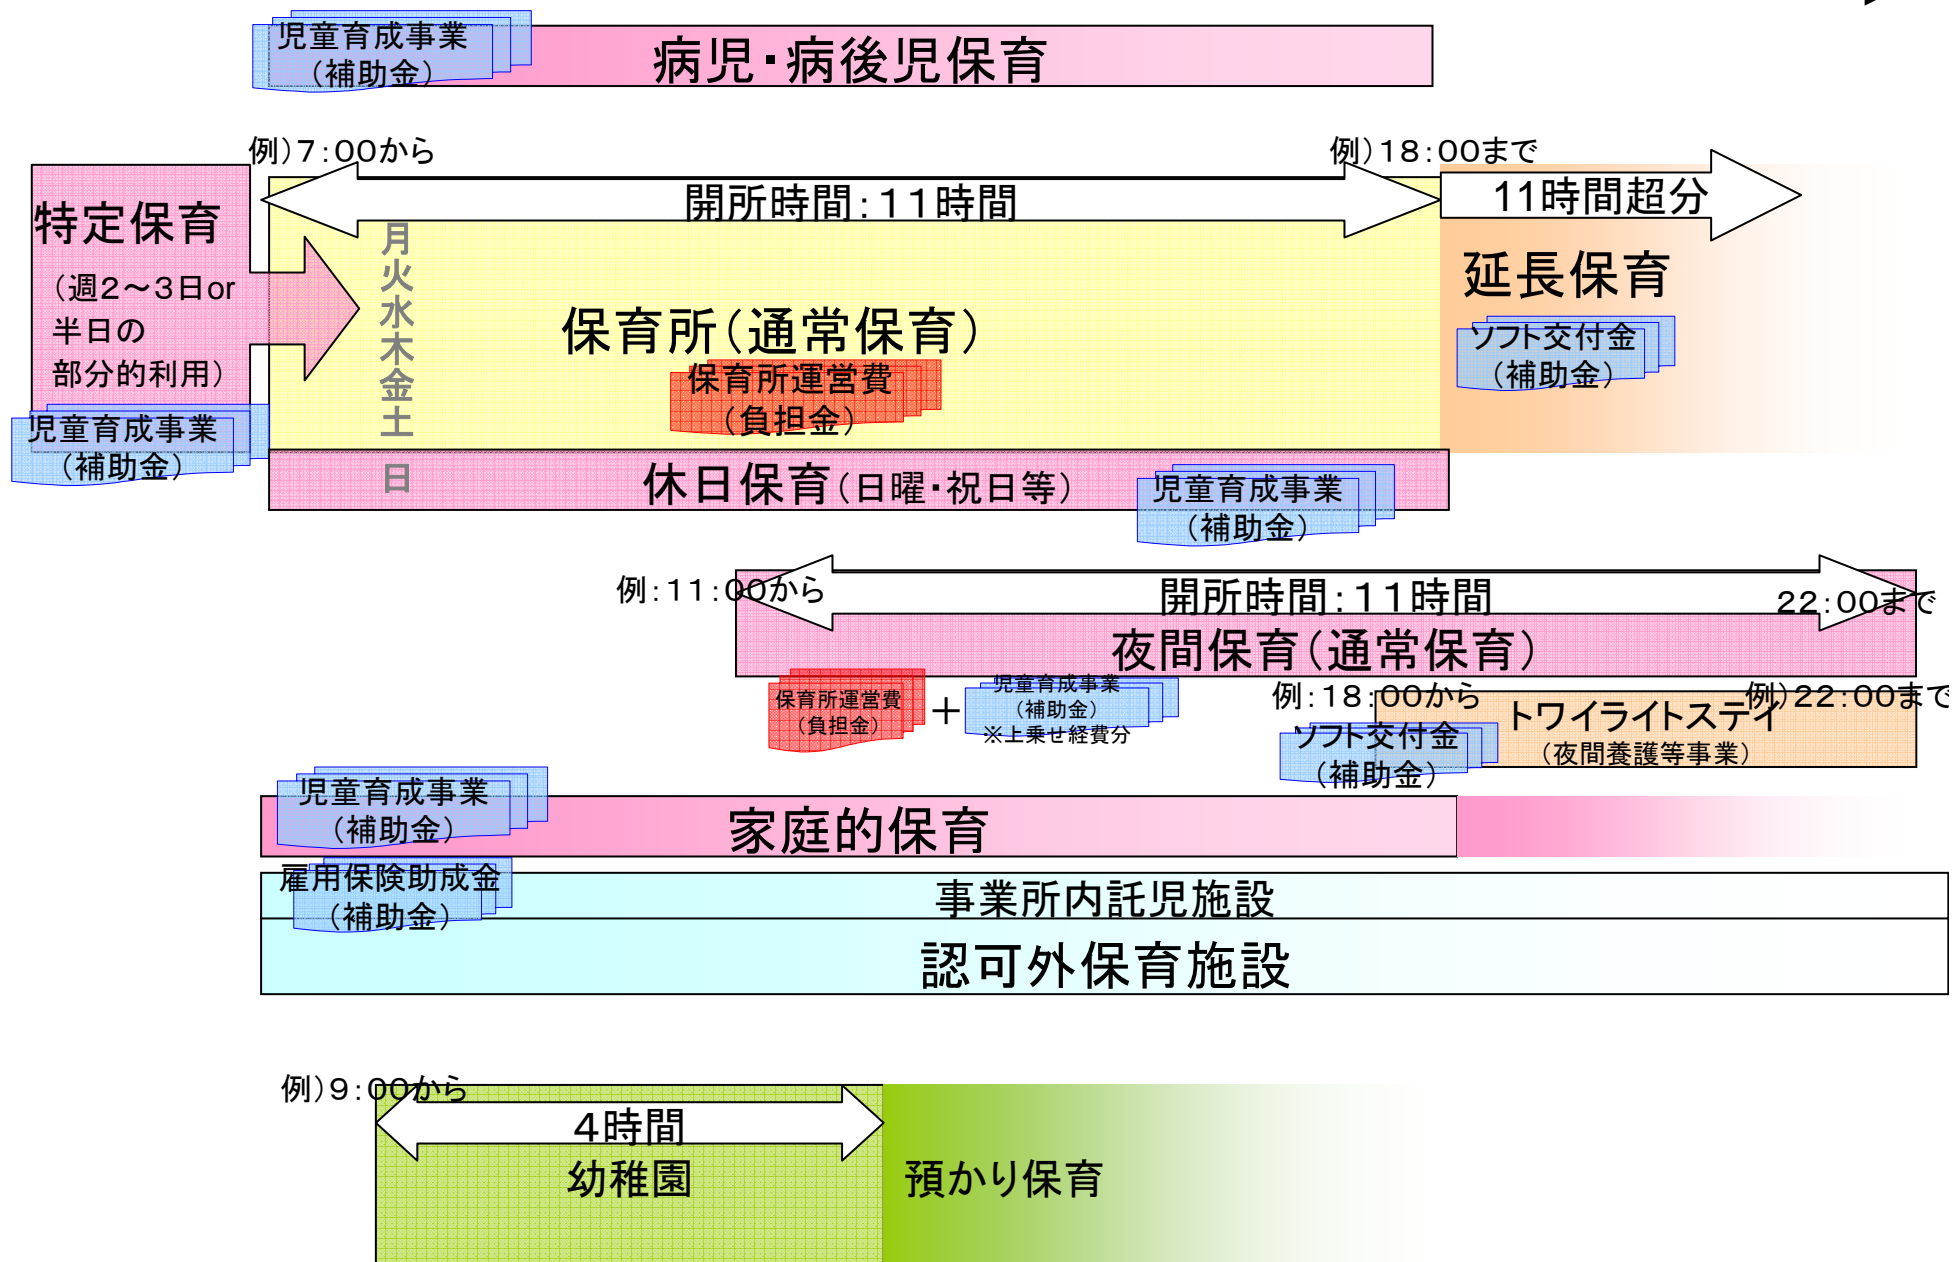 児童育成事業
（補助金）
病児・病後児保育
例）７：００から
例）１８：００まで
開所時間：１１時間
11時間超分
特定保育
（週２～３日or
半日の
部分的利用）
児童育成事業
（補助金）
月
火
水
木
金
土
日
保育所（通常保育）
保育所運営費
（負担金）
延長保育
ソフト交付金
（補助金）
休日保育（日曜・祝日等）
児童育成事業
（補助金）
例：１１：００から
開所時間：１１時間
２２：００まで
夜間保育（通常保育）
保育所運営費
（負担金）
＋
児童育成事業
（補助金）
※上乗せ経費分
例：１８：００から
例）２２：００まで
トワイライトステイ
（夜間養護等事業）
ソフト交付金
（補助金）
児童育成事業
（補助金）
家庭的保育
雇用保険助成金
（補助金）
事業所内託児施設
認可外保育施設
例）９：００から
４時間
幼稚園
預かり保育